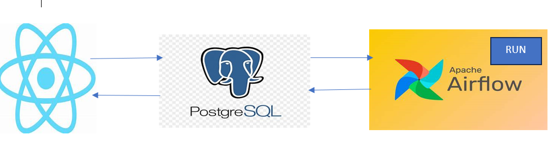 PostgreSQL
RUN
Apache
Airflow